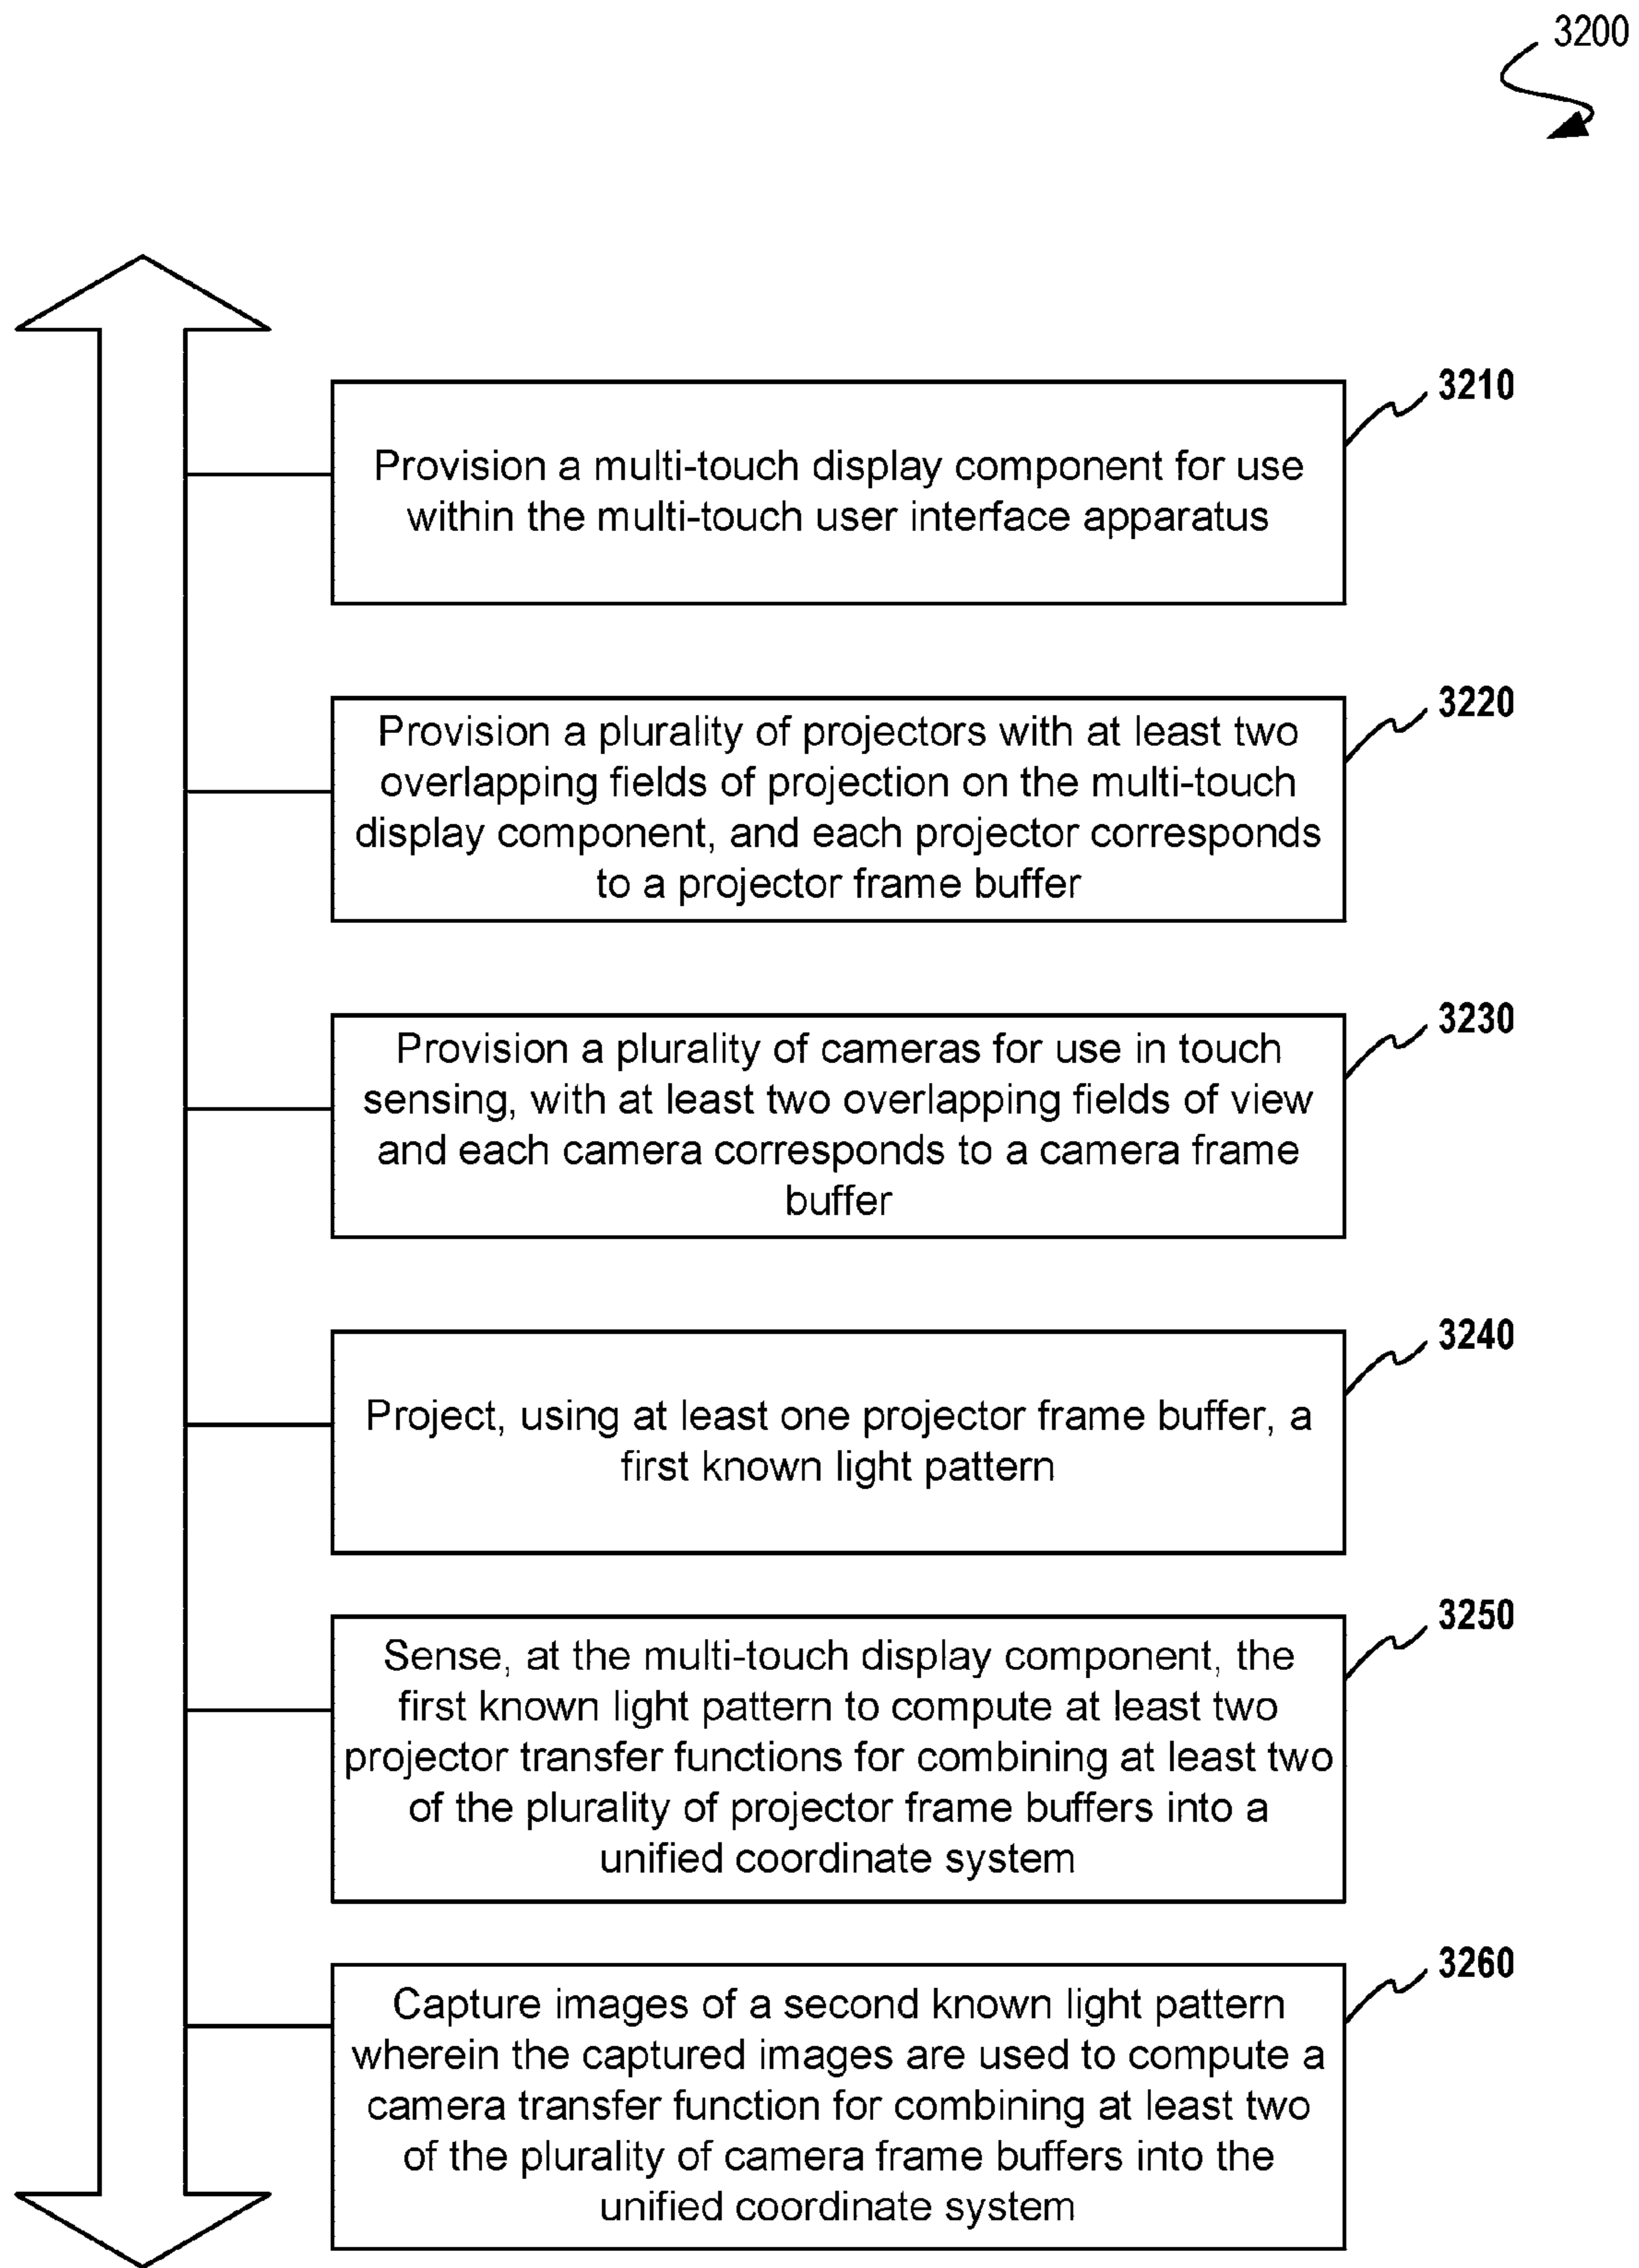 3200
3210
Provision a multi-touch display component for use
within the multi-touch user interface apparatus
3220
Provision a plurality of projectors with at least two
overlapping fields of projection on the multi-touch
display component, and each projector corresponds
to a projector frame buffer
3230
Provision a plurality of cameras for use in touch
sensing, with at least two overlapping fields of view
and each camera corresponds to a camera frame
buffer
3240
Project, using at least one projector frame buffer, a
first known light pattern
3250
Sense, at the multi-touch display component, the
first known light pattern to compute at least two
projector transfer functions for combining at least two
of the plurality of projector frame buffers into a
unified coordinate system
3260
Capture images of a second known light pattern
wherein the captured images are used to compute a
camera transfer function for combining at least two
of the plurality of camera frame buffers into the
unified coordinate system